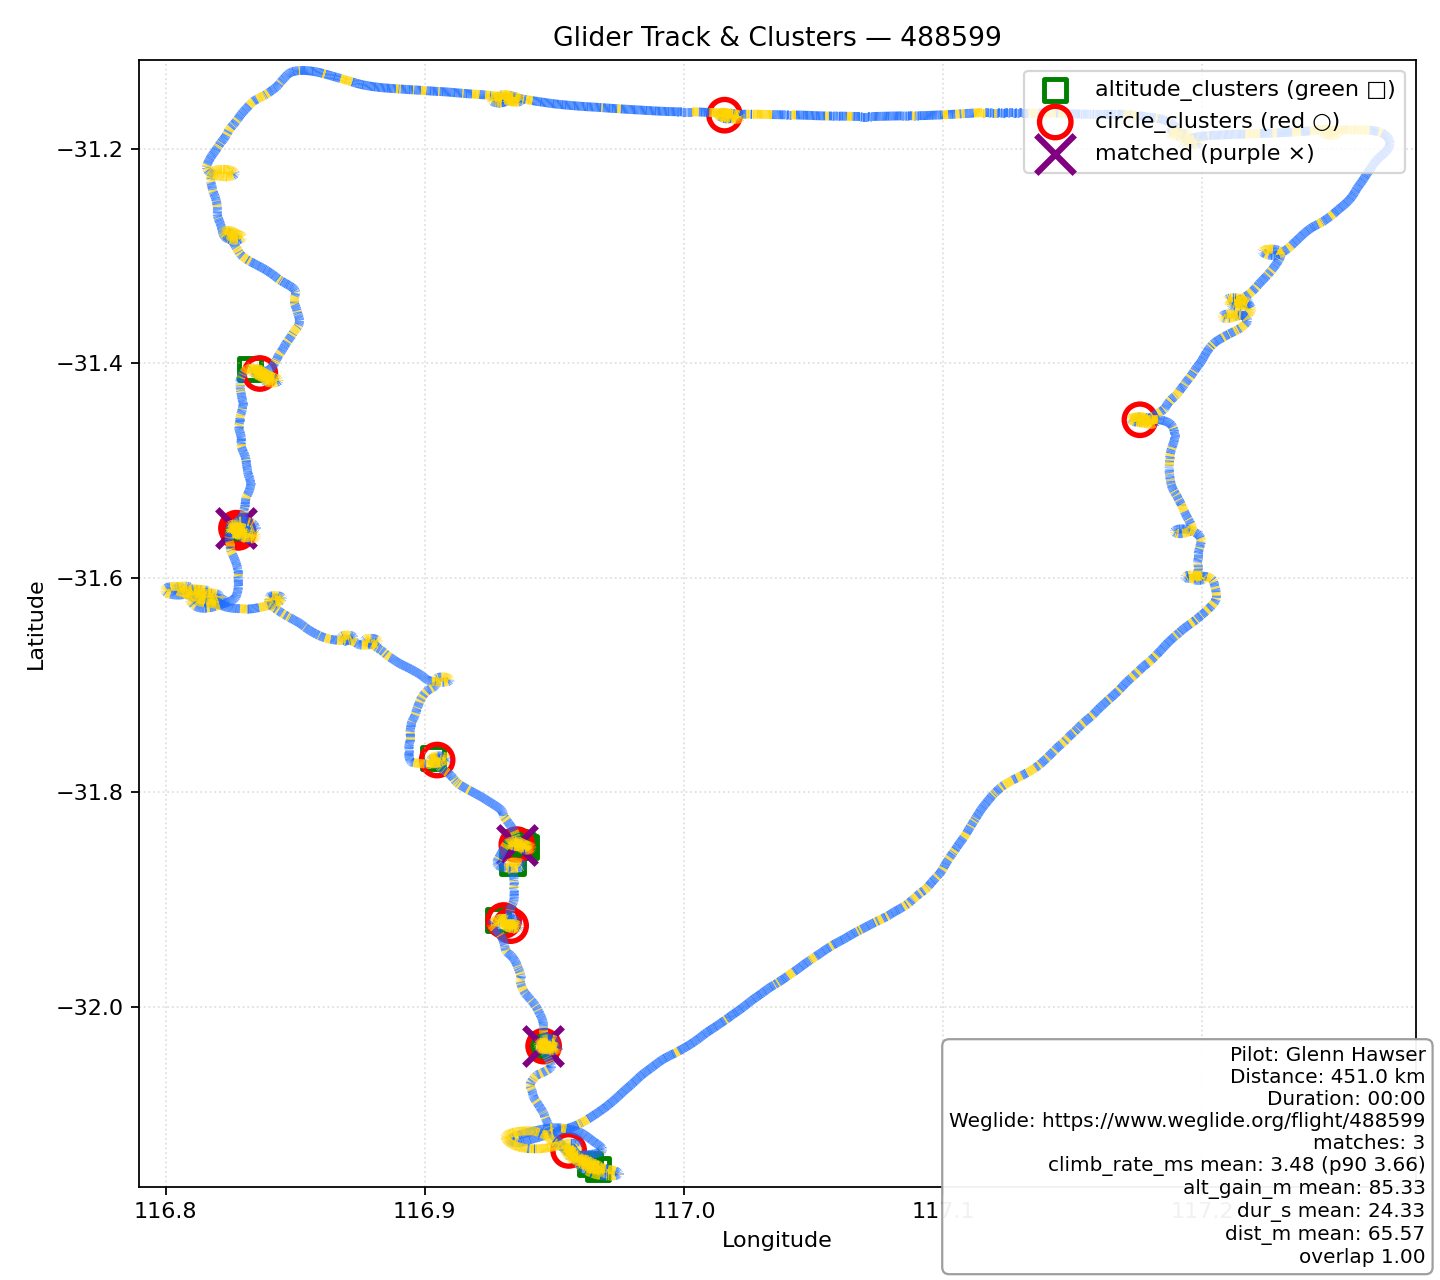 Glider Track & Clusters — 488599
altitude_clusters (green □)
circle_clusters (red ○)
matched (purple ×)
−31.2
−31.4
−31.6
−31.8
−32.0
Latitude
116.8
116.9
117.0
117.1
117.2
Longitude
Pilot: Glenn Hawser
Distance: 451.0 km
Duration: 00:00
Weglide: https://www.weglide.org/flight/488599
matches: 3
climb_rate_ms mean: 3.48 (p90 3.66)
alt_gain_m mean: 85.33
dur_s mean: 24.33
dist_m mean: 65.57
overlap 1.00